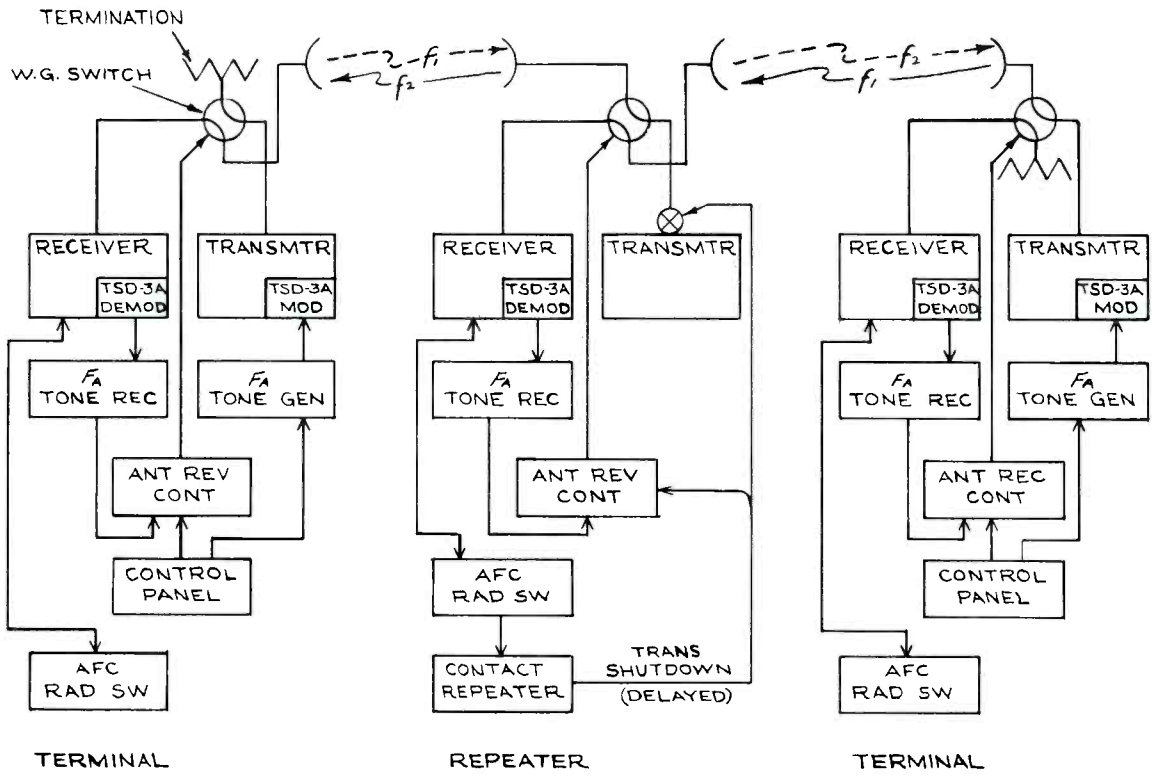 TERMINATION
W.G. SWITCH
f1
f2
f2
f1
RECEIVER
TSD-3A
DEMOD
TRANSMTR
TSD-3A
MOD
FA
TONE REC
FA
TONE GEN
ANT REV
CONT
CONTROL
PANEL
AFC
RAD SW
TERMINAL
RECEIVER
TSD-3A
DEMOD
TRANSMTR
FA
TONE REC
ANT REV
CONT
AFC
RAD SW
CONTACT
REPEATER
TRANS
SHUTDOWN
(DELAYED)
REPEATER
RECEIVER
TSD-3A
DEMOD
TRANSMTR
TSD-3A
MOD
FA
TONE REC
FA
TONE GEN
ANT REC
CONT
CONTROL
PANEL
AFC
RAD SW
TERMINAL